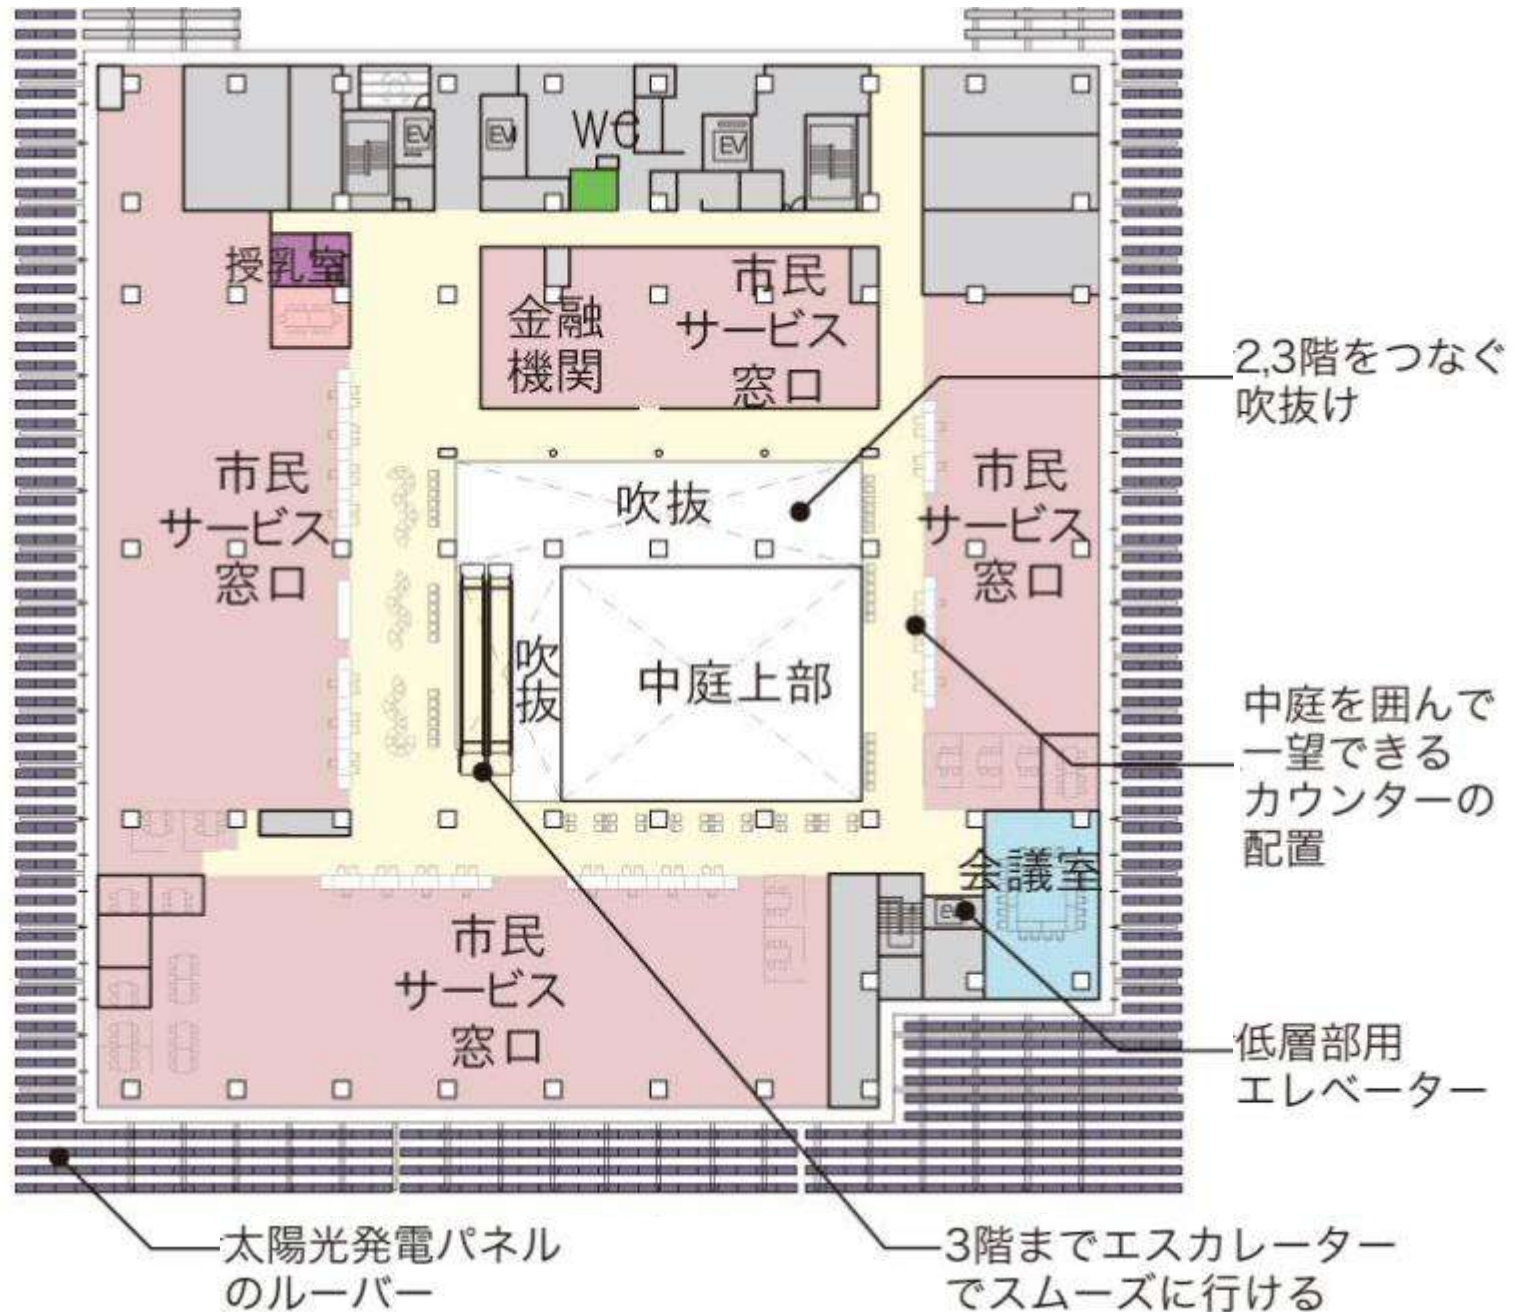 EV
EV
WC
EV
授乳室
金融
機関
市民
サービス
窓口
2,3階をつなぐ
吹抜け
市民
サービス
窓口
吹抜
市民
サービス
窓口
吹
抜
中庭上部
中庭を囲んで
一望できる
カウンターの
配置
会議室
市民
サービス
窓口
低層部用
エレベーター
太陽光発電パネル
のルーバー
3階までエスカレーター
でスムーズに行ける